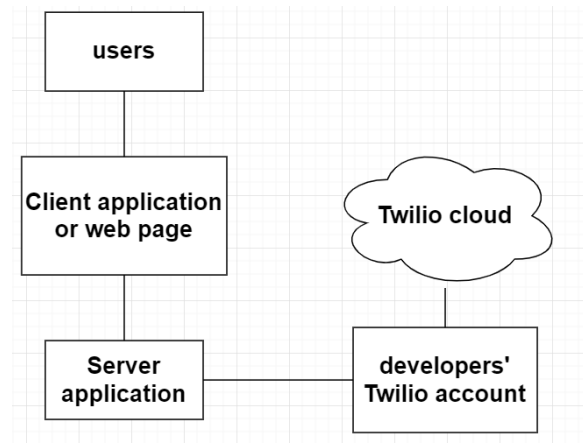 users
Client application
or web page
Twilio cloud
Server
application
developers'
Twilio account